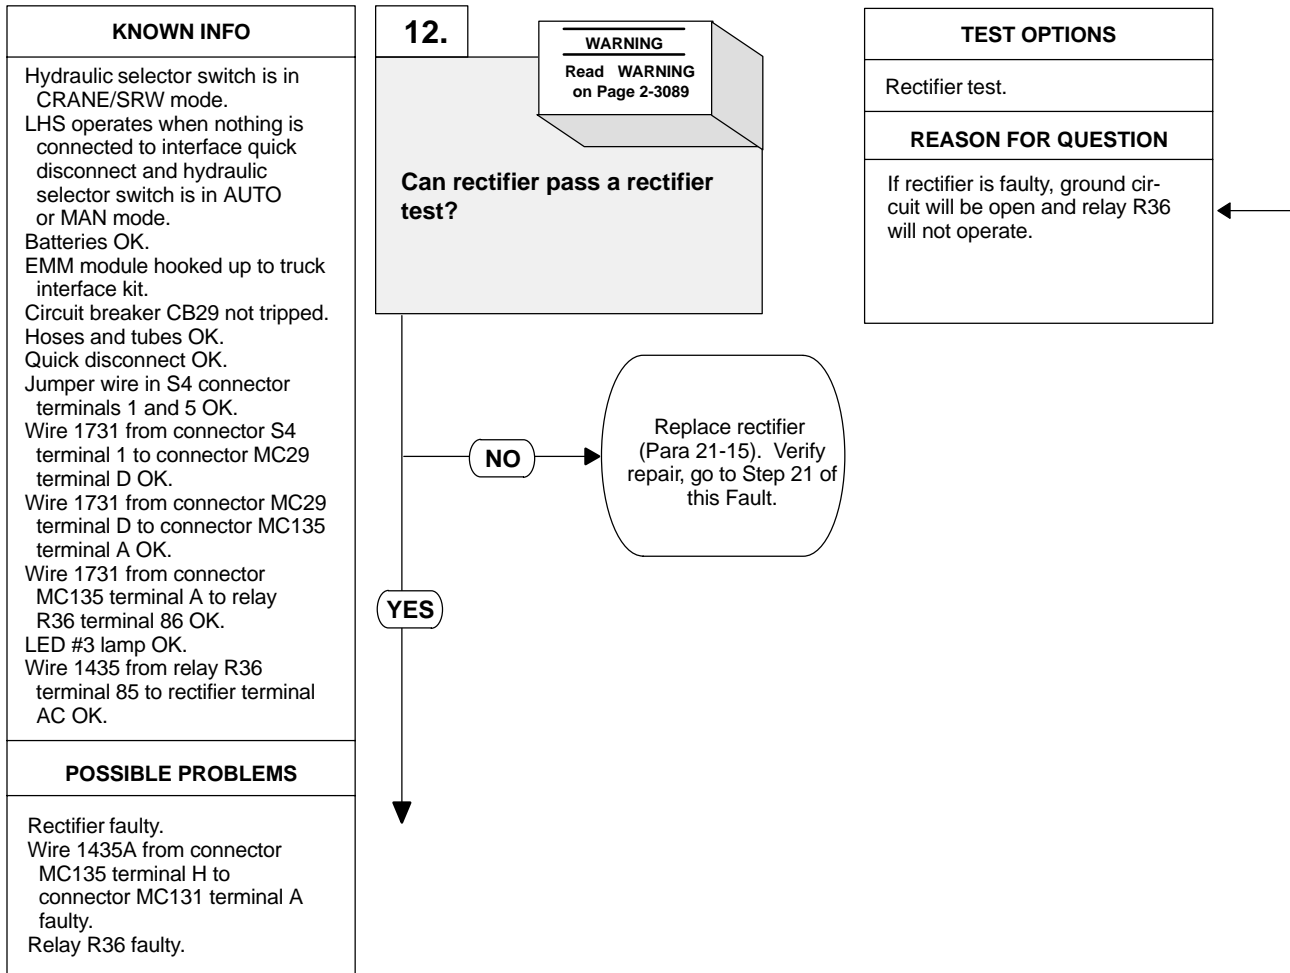 KNOWN INFO
Hydraulic selector switch is in
CRANE/SRW mode.
LHS operates when nothing is
connected to interface quick
disconnect and hydraulic
selector switch is in AUTO
or MAN mode.
Batteries OK.
EMM module hooked up to truck
interface kit.
Circuit breaker CB29 not tripped.
Hoses and tubes OK.
Quick disconnect OK.
Jumper wire in S4 connector
terminals 1 and 5 OK.
Wire 1731 from connector S4
terminal 1 to connector MC29
terminal D OK.
Wire 1731 from connector MC29
terminal D to connector MC135
terminal A OK.
Wire 1731 from connector
MC135 terminal A to relay
R36 terminal 86 OK.
LED #3 lamp OK.
Wire 1435 from relay R36
terminal 85 to rectifier terminal
AC OK.
POSSIBLE PROBLEMS
Rectifier faulty.
Wire 1435A from connector
MC135 terminal H to
connector MC131 terminal A
faulty.
Relay R36 faulty.
12.
WARNING
Read WARNING
on Page 2-3089
Can rectifier pass a rectifier
test?
NO
Replace rectifier
(Para 21-15). Verify
repair, go to Step 21 of
this Fault.
YES
TEST OPTIONS
Rectifier test.
REASON FOR QUESTION
If rectifier is faulty, ground cir-
cuit will be open and relay R36
will not operate.